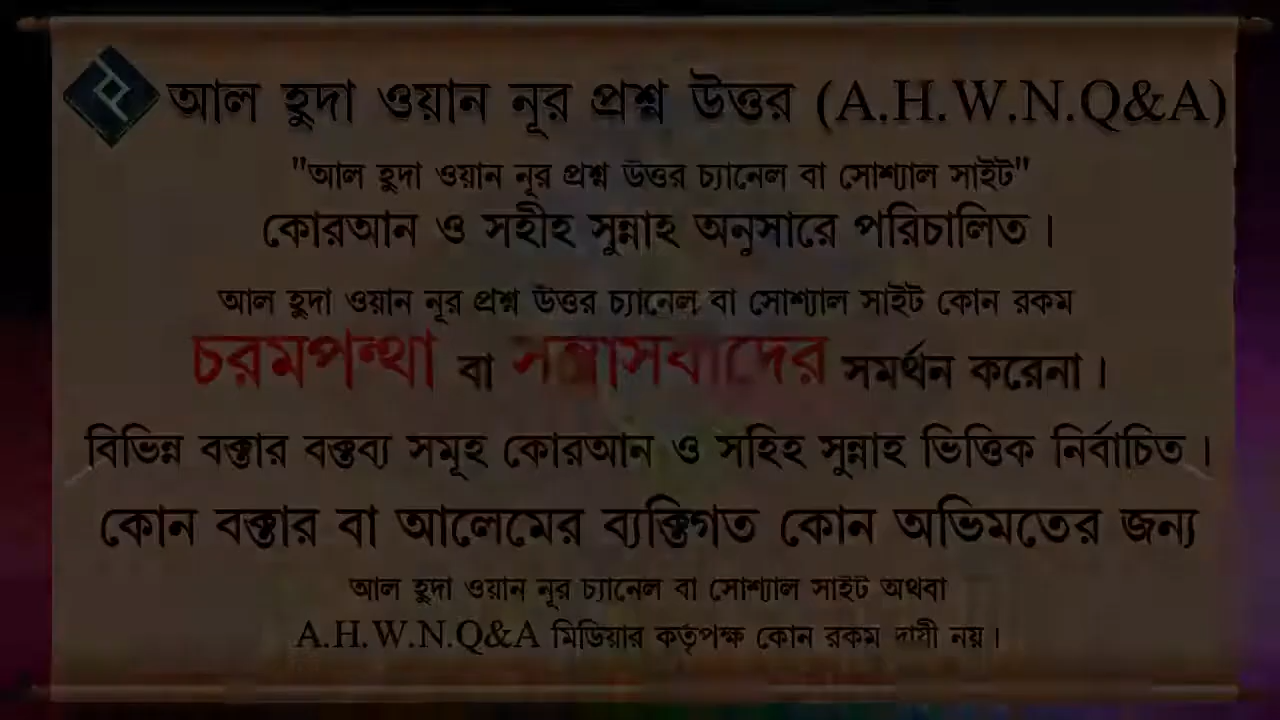 আল হুদা ওয়ান নূর প্রশ্ন উত্তর (A.H.W.N.Q&A)
"আল হুদা ওয়ান নূর প্রশ্ন উত্তর চ্যানেল বা সোশ্যাল সাইট"
কোরআন ও সহীহ সুন্নাহ অনুসারে পরিচালিত ।
আল হুদা ওয়ান নূর প্রশ্ন উত্তর চ্যানেল বা সোশ্যাল সাইট কোন রকম
চরমপন্থা বা সন্ত্রাসবাদের সমর্থন করেনা ।
বিভিন্ন বক্তার বক্তব্য সমূহ কোরআন ও সহিহ সুন্নাহ ভিত্তিক নির্বাচিত ।
কোন বক্তার বা আলেমের ব্যক্তিগত কোন অভিমতের জন্য
আল হুদা ওয়ান নূর চ্যানেল বা সোশ্যাল সাইট অথবা
A.H.W.N.Q&A মিডিয়ার কর্তৃপক্ষ কোন রকম দায়ী নয় ।